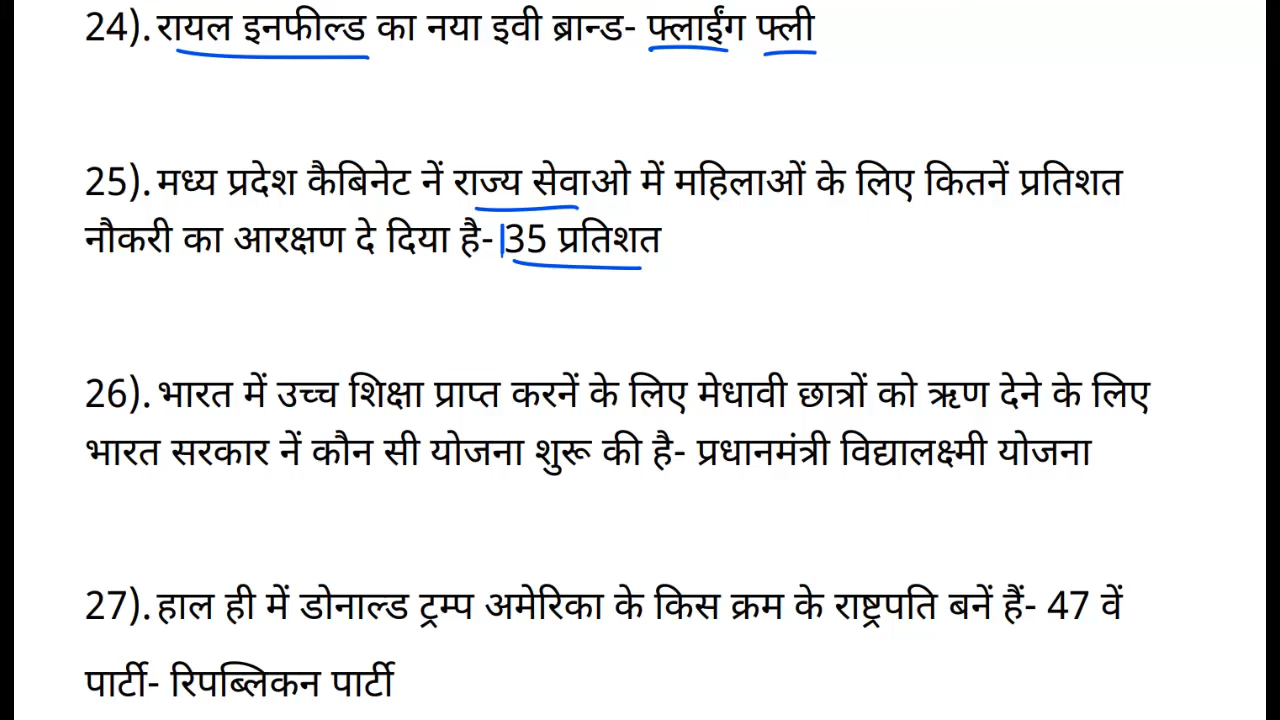 24). रायल इनफील्ड का नया इवी ब्रान्ड- फ्लाईंग फ्ली
25). मध्य प्रदेश कैबिनेट नें राज्य सेवाओ में महिलाओं के लिए कितनें प्रतिशत
नौकरी का आरक्षण दे दिया है- 35 प्रतिशत
26). भारत में उच्च शिक्षा प्राप्त करनें के लिए मेधावी छात्रों को ऋण देने के लिए
भारत सरकार नें कौन सी योजना शुरू की है- प्रधानमंत्री विद्यालक्ष्मी योजना
27). हाल ही में डोनाल्ड ट्रम्प अमेरिका के किस क्रम के राष्ट्रपति बनें हैं- 47 वें
पार्टी- रिपब्लिकन पार्टी